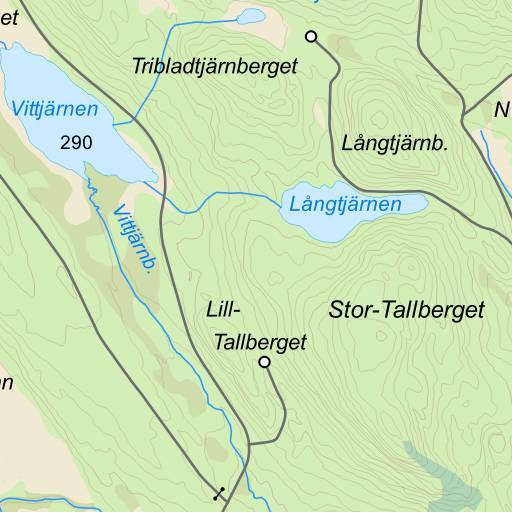 et
Tribladtjärnberget
Vittjärnen
N
290
Långtjärnb.
Långtjärnen
Vittjärnb.
Lill-
Tallberget
Stor-Tallberget
n